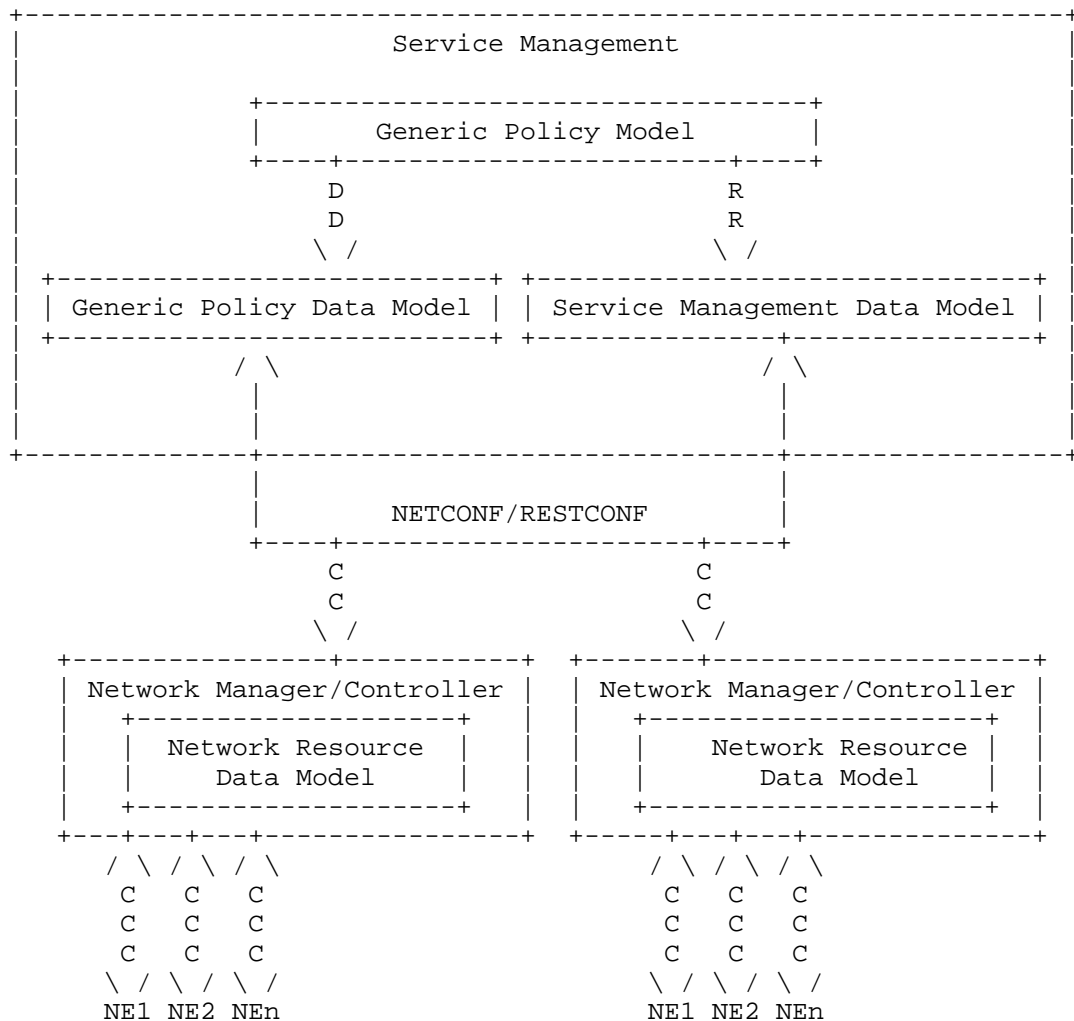 Service Management
Generic Policy Model
D R
D R
Generic Policy Data Model Service Management Data Model
NETCONF/RESTCONF
C C
C C
Network Manager/Controller Network Manager/Controller
Network Resource Network Resource
Data Model Data Model
C C C C C C
C C C C C C
C C C C C C
NE1 NE2 NEn NE1 NE2 NEn